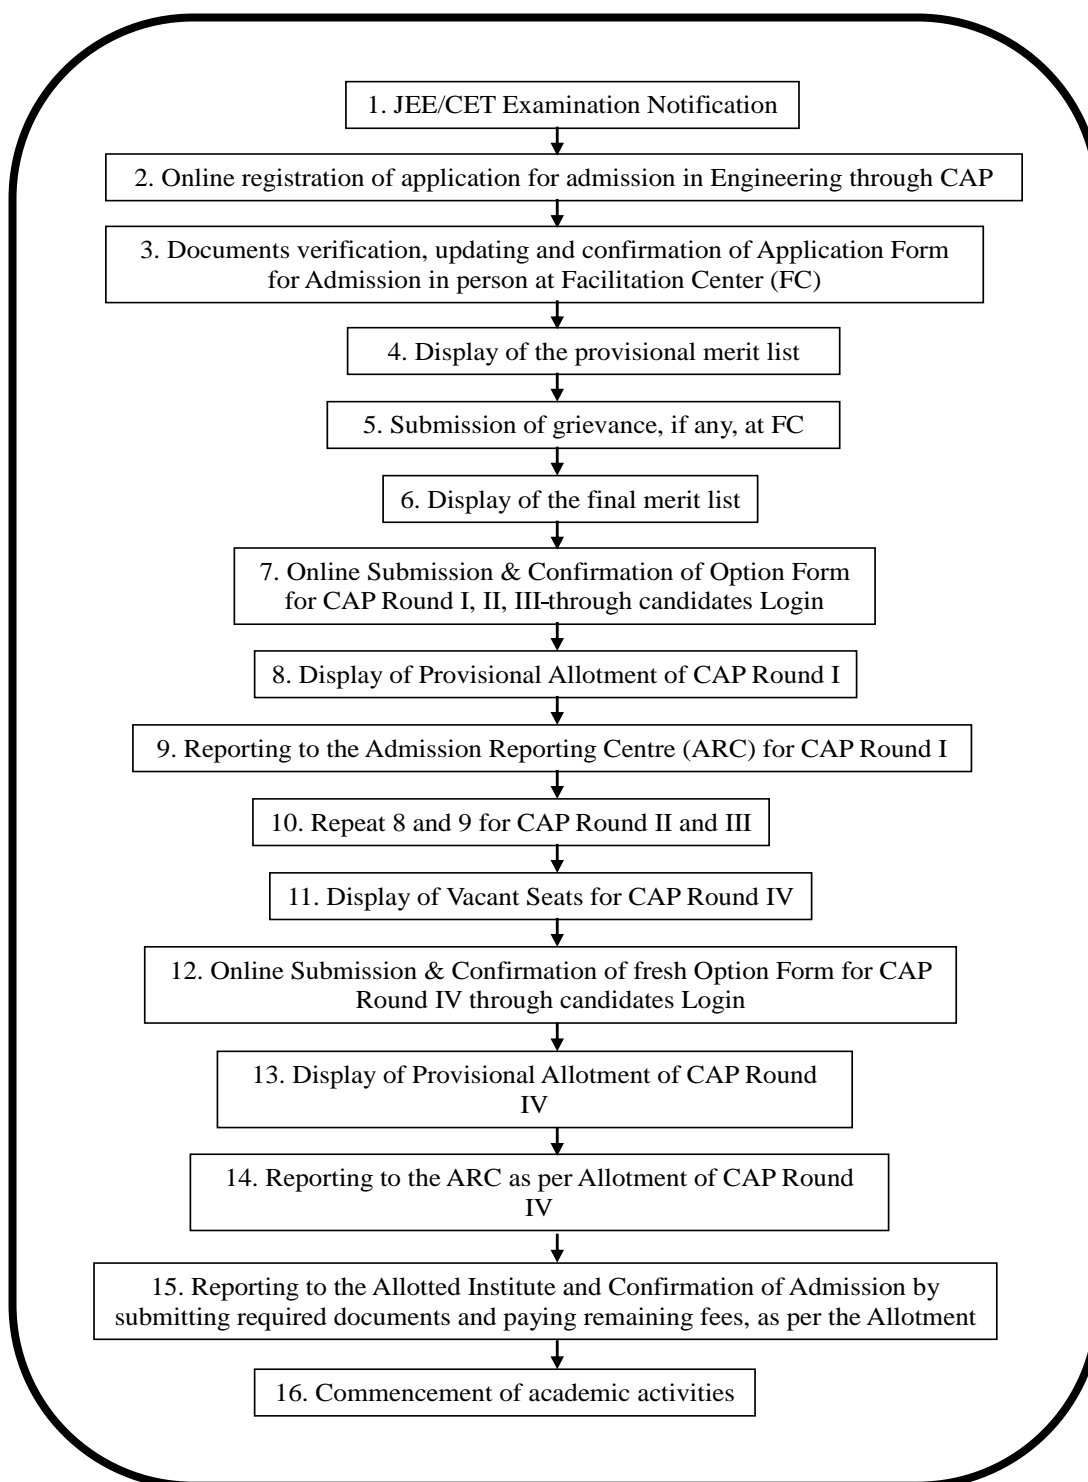 1. JEE/CET Examination Notification
2. Online registration of application for admission in Engineering through CAP
3. Documents verification, updating and confirmation of Application Form
for Admission in person at Facilitation Center (FC)
4. Display of the provisional merit list
5. Submission of grievance, if any, at FC
6. Display of the final merit list
7. Online Submission & Confirmation of Option Form
for CAP Round I, II, III-through candidates Login
8. Display of Provisional Allotment of CAP Round I
9. Reporting to the Admission Reporting Centre (ARC) for CAP Round I
10. Repeat 8 and 9 for CAP Round II and III
11. Display of Vacant Seats for CAP Round IV
12. Online Submission & Confirmation of fresh Option Form for CAP
Round IV through candidates Login
13. Display of Provisional Allotment of CAP Round
IV
14. Reporting to the ARC as per Allotment of CAP Round
IV
15. Reporting to the Allotted Institute and Confirmation of Admission by
submitting required documents and paying remaining fees, as per the Allotment
16. Commencement of academic activities